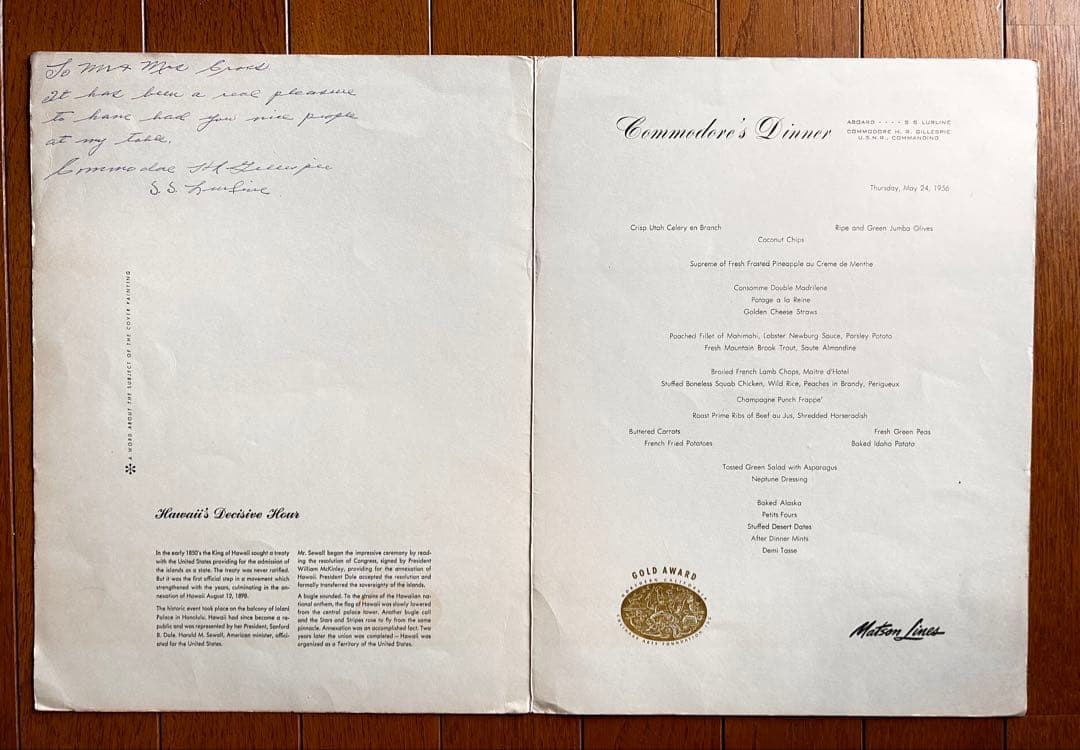 To Mr & Mrs
It has been a real pleasure
to have had you nice people
at my table.
Commodore H R Gillespie
S.S. Lurline
✻ A WORD ABOUT THE SUBJECT OF THE COVER PAINTING
Hawaii's Decisive Hour
In the early 1850's the King of Hawaii sought a treaty
with the United States providing for the admission of
the islands as a state. The treaty was never ratified.
But it was the first official step in a movement which
strengthened with the years, culminating in the an-
nexation of Hawaii August 12, 1898.
The historic event took place on the balcony of Iolani
Palace in Honolulu. Hawaii had since become a re-
public and was represented by her President, Sanford
B. Dole. Harold M. Sewall, American minister, offici-
ated for the United States.
Mr. Sewall began the impressive ceremony by read-
ing the resolution of Congress, signed by President
William McKinley, providing for the annexation of
Hawaii. President Dole accepted the resolution and
formally transferred the sovereignty of the islands.
A bugle sounded. To the strains of the Hawaiian na-
tional anthem, the flag of Hawaii was slowly lowered
from the central palace tower. Another bugle call
and the Stars and Stripes rose to fly from the same
pinnacle. Annexation was an accomplished fact. Two
years later the union was completed — Hawaii was
organized as a Territory of the United States.
Commodore's Dinner
ABOARD - - - - S S LURLINE
COMMODORE H. R. GILLESPIE
U.S.N.R., COMMANDING
Thursday, May 24, 1956
Crisp Utah Celery en Branch Ripe and Green Jumbo Olives
Coconut Chips
Supreme of Fresh Frosted Pineapple au Creme de Menthe
Consomme Double Madrilene
Potage a la Reine
Golden Cheese Straws
Poached Fillet of Mahimahi, Lobster Newburg Sauce, Parsley Potato
Fresh Mountain Brook Trout, Saute Almandine
Broiled French Lamb Chops, Maitre d'Hotel
Stuffed Boneless Squab Chicken, Wild Rice, Peaches in Brandy, Perigueux
Champagne Punch Frappe'
Roast Prime Ribs of Beef au Jus, Shredded Horseradish
Buttered Carrots Fresh Green Peas
French Fried Potatoes Baked Idaho Potato
Tossed Green Salad with Asparagus
Neptune Dressing
Baked Alaska
Petits Fours
Stuffed Desert Dates
After Dinner Mints
Demi Tasse
GOLD AWARD
ARTS FOUNDATION
Matson Lines